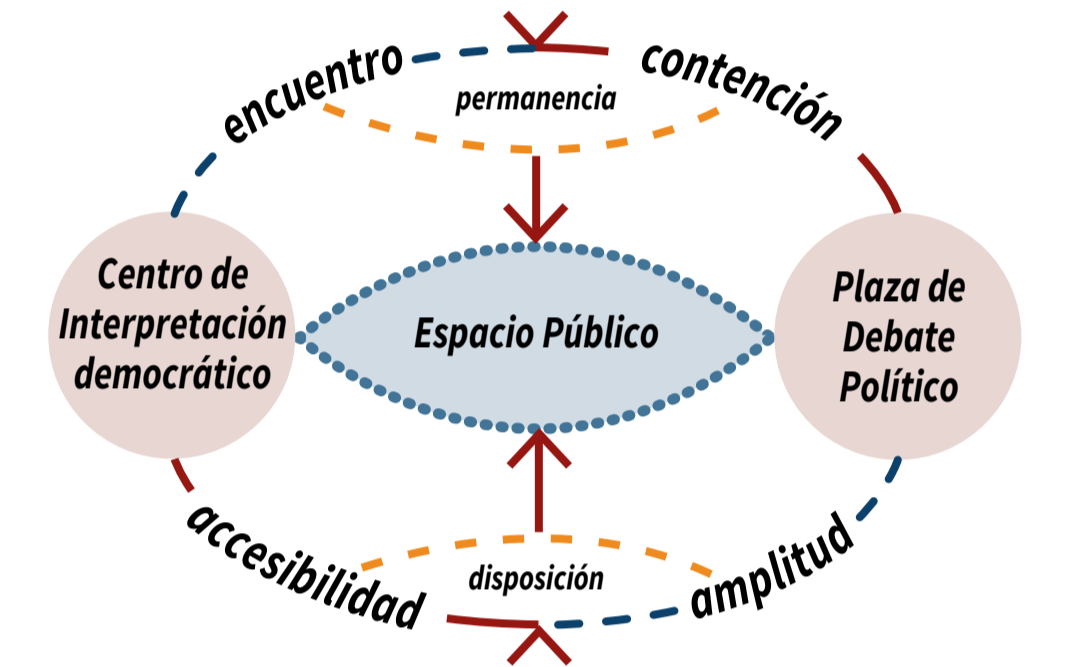 encuentro
contención
permanencia
Centro de
Interpretación
democrático
Espacio Público
Plaza de
Debate
Político
accesibilidad
disposición
amplitud